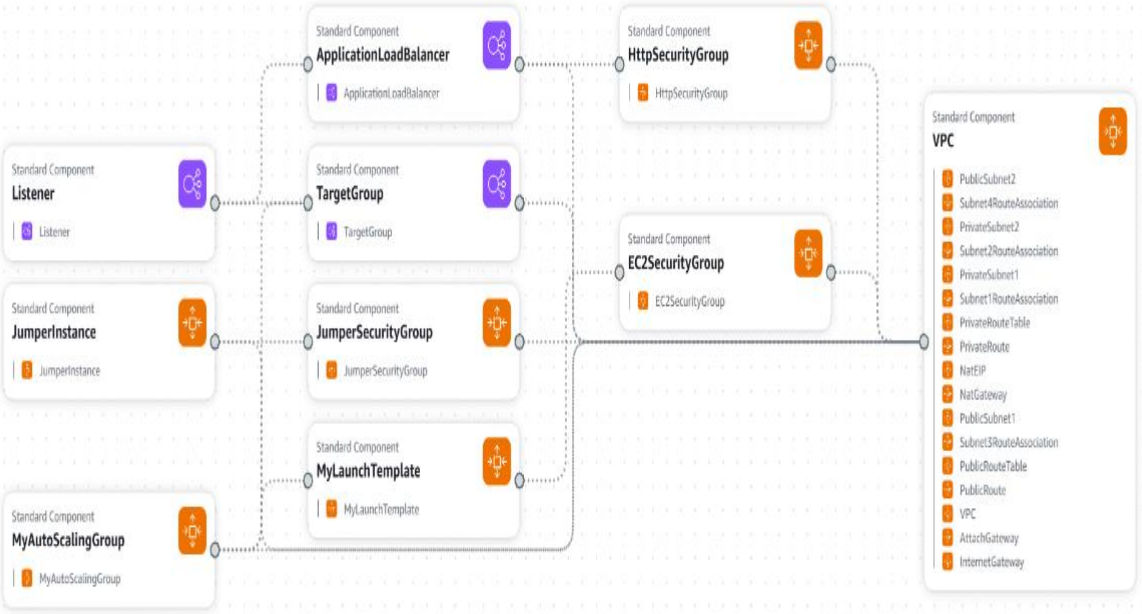 Standard Component
ApplicationLoadBalancer
ApplicationLoadBalancer
Standard Component
HttpSecurityGroup
HttpSecurityGroup
Standard Component
VPC
PublicSubnet2
Subnet4RouteAssociation
PrivateSubnet2
Subnet2RouteAssociation
PrivateSubnet1
Subnet1RouteAssociation
PrivateRouteTable
PrivateRoute
NatEIP
NatGateway
PublicSubnet1
Subnet3RouteAssociation
PublicRouteTable
PublicRoute
VPC
AttachGateway
InternetGateway
Standard Component
Listener
Listener
Standard Component
TargetGroup
TargetGroup
Standard Component
EC2SecurityGroup
EC2SecurityGroup
Standard Component
JumperInstance
JumperInstance
Standard Component
JumperSecurityGroup
JumperSecurityGroup
Standard Component
MyLaunchTemplate
MyLaunchTemplate
Standard Component
MyAutoScalingGroup
MyAutoScalingGroup